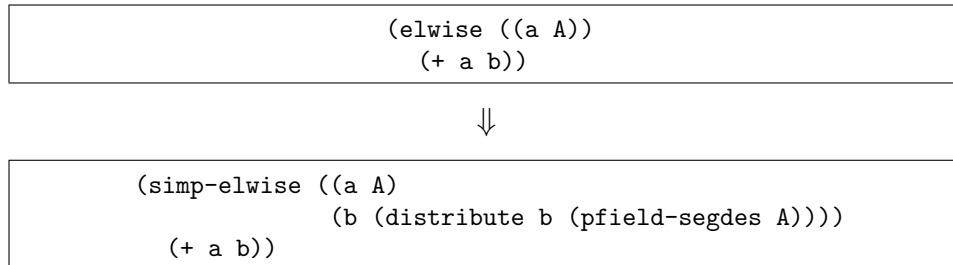 (elwise ((a A))
(+ a b))
⇓
(simp-elwise ((a A)
(b (distribute b (pfield-segdes A))))
(+ a b))